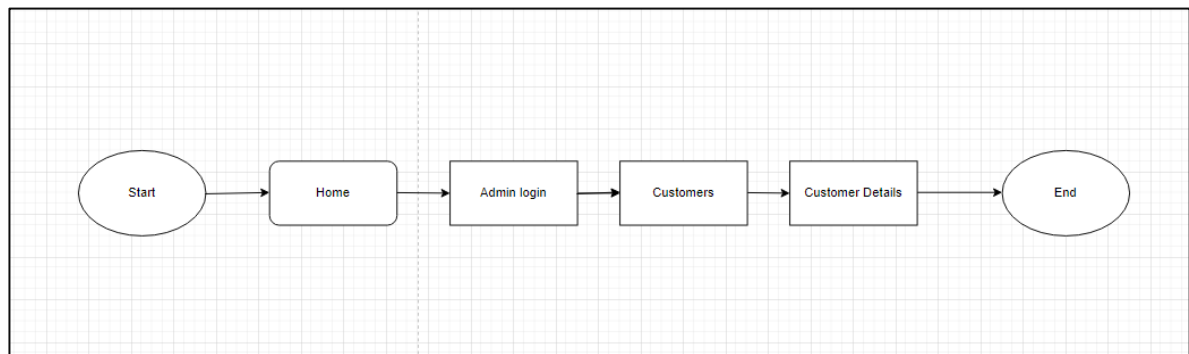 Start
Home
Admin login
Customers
Customer Details
End